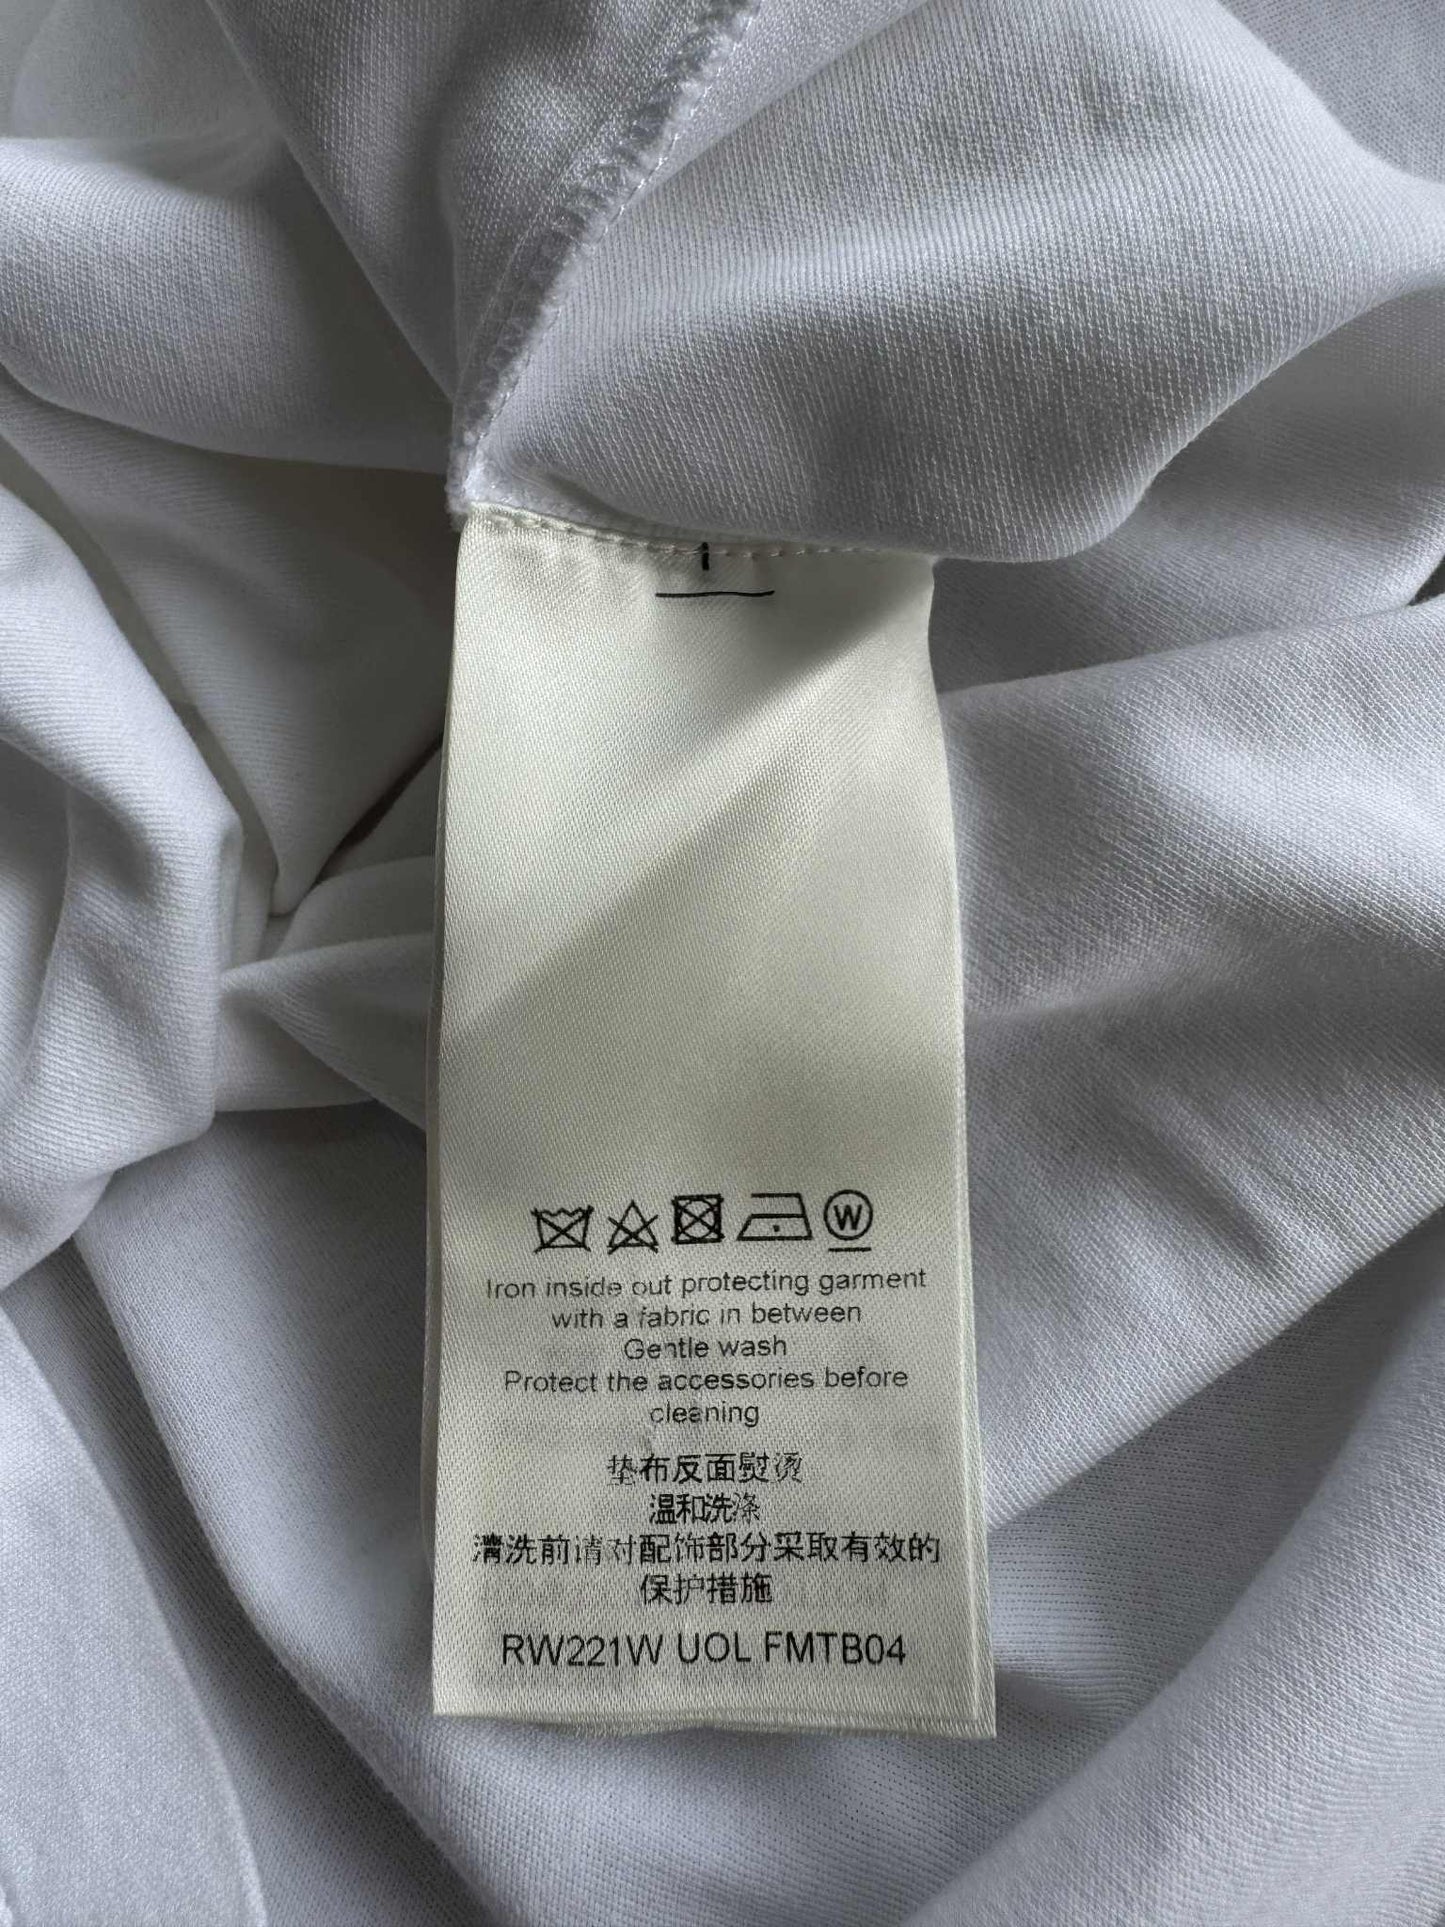 W
Iron inside out protecting garment
with a fabric in between
Gentle wash
Protect the accessories before
cleaning
垫布反面熨烫
温和洗涤
清洗前请对配饰部分采取有效的
保护措施
RW221W UOL FMTB04